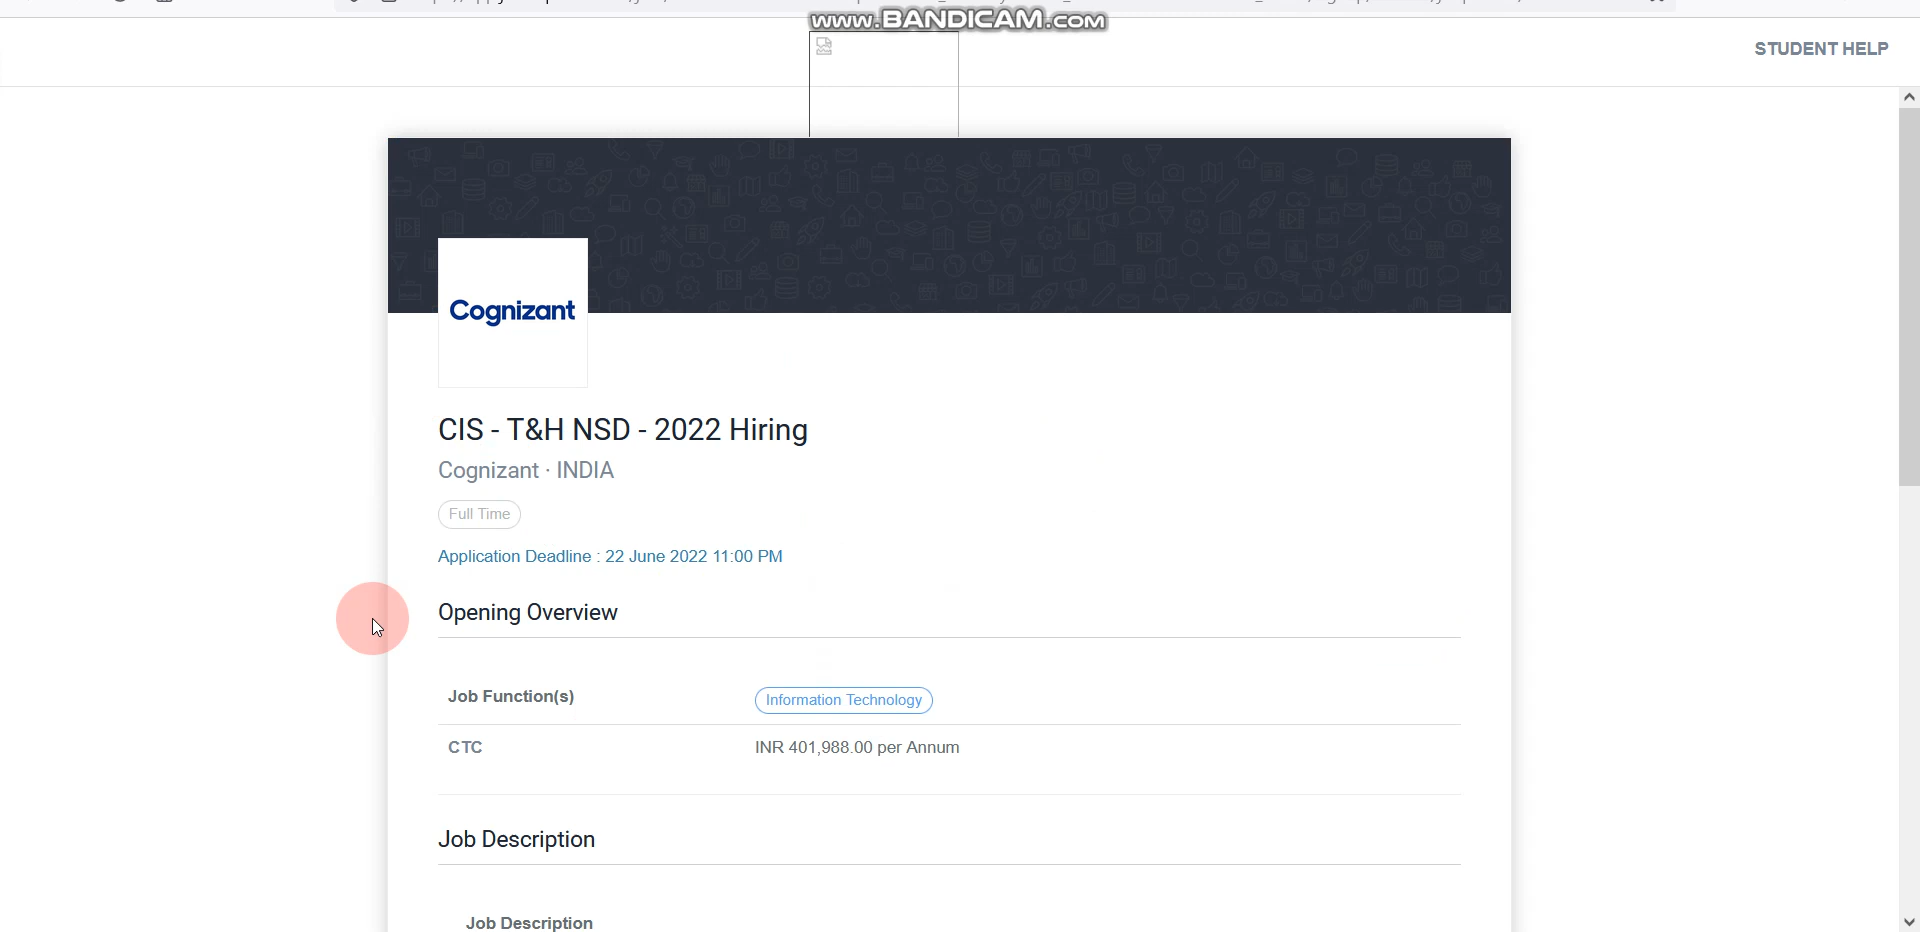 www.BANDICAM.com
STUDENT HELP
Cognizant
CIS - T&H NSD - 2022 Hiring
Cognizant · INDIA
Full Time
Application Deadline : 22 June 2022 11:00 PM
Opening Overview
Job Function(s)
Information Technology
CTC
INR 401,988.00 per Annum
Job Description
Job Description